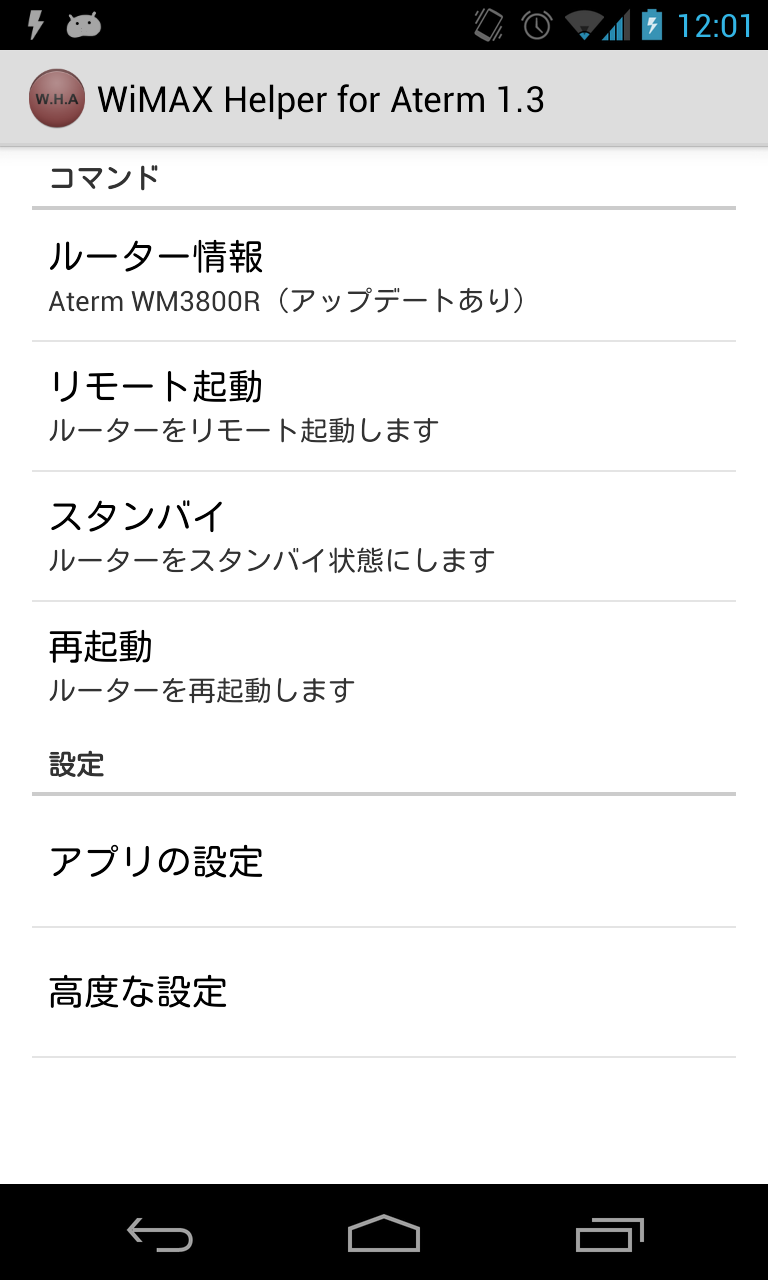 12:01
W.H.A
WiMAX Helper for Aterm 1.3
コマンド
ルーター情報
Aterm WM3800R（アップデートあり）
リモート起動
ルーターをリモート起動します
スタンバイ
ルーターをスタンバイ状態にします
再起動
ルーターを再起動します
設定
アプリの設定
高度な設定